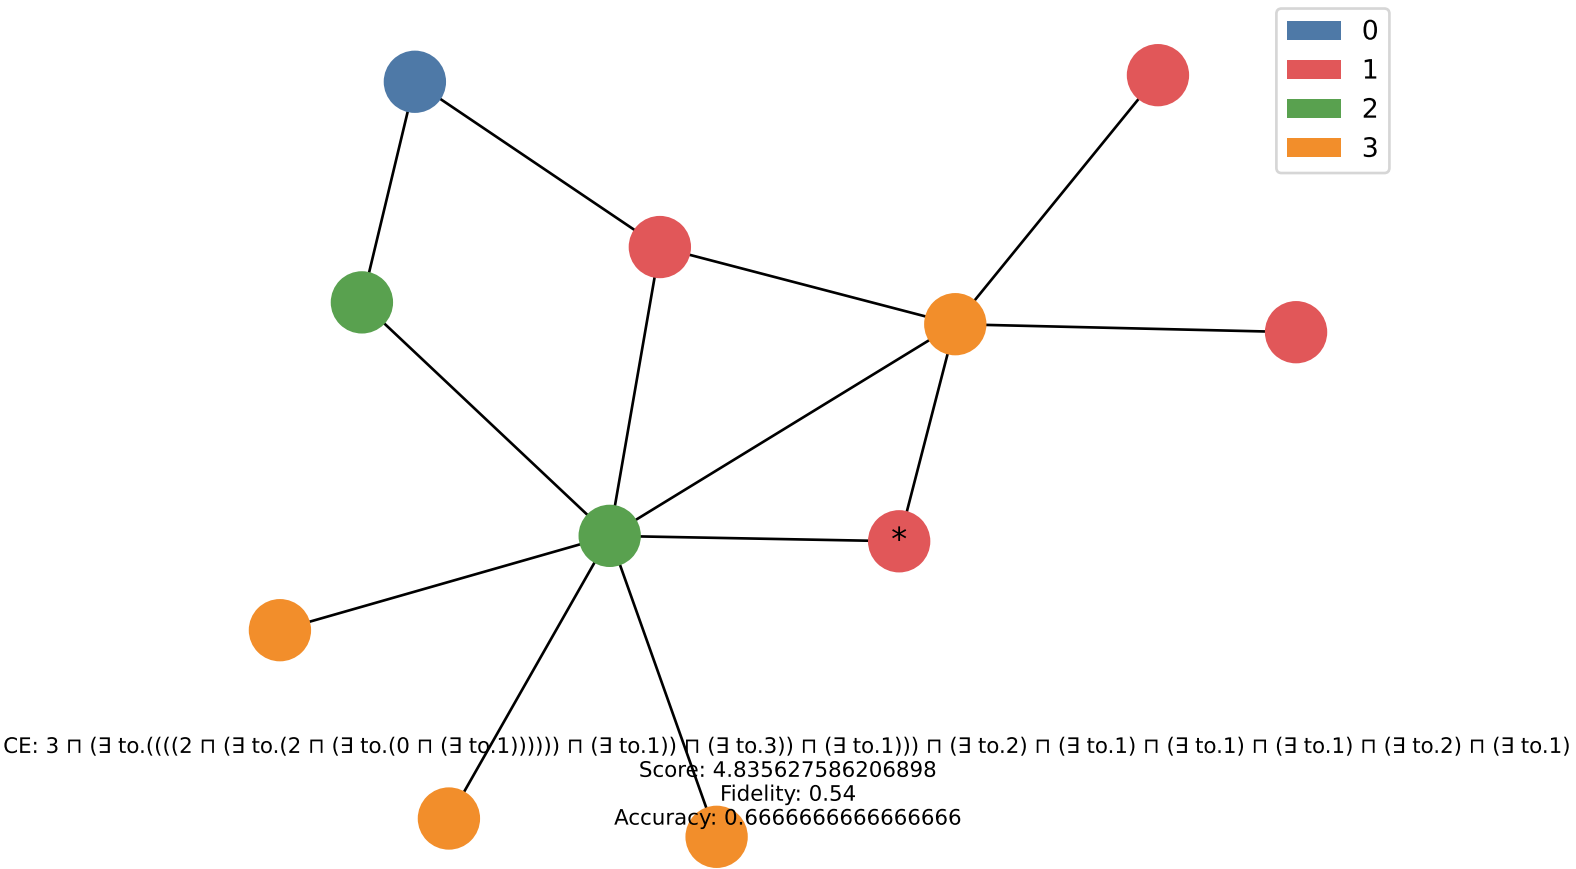 0
1
2
3
*
CE: 3 ⊓ (∃ to.((((2 ⊓ (∃ to.(2 ⊓ (∃ to.(0 ⊓ (∃ to.1)))))) ⊓ (∃ to.1)) ⊓ (∃ to.3)) ⊓ (∃ to.1))) ⊓ (∃ to.2) ⊓ (∃ to.1) ⊓ (∃ to.1) ⊓ (∃ to.1) ⊓ (∃ to.2) ⊓ (∃ to.1)
Score: 4.835627586206898
Fidelity: 0.54
Accuracy: 0.6666666666666666